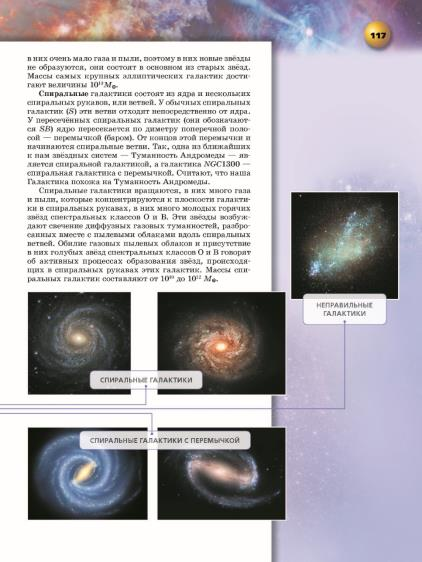 117
в них очень мало газа и пыли, поэтому в них новые звёзды
не образуются, они состоят в основном из старых звёзд.
Массы самых крупных эллиптических галактик дости-
гают величины 10¹³M⊙.
Спиральные галактики состоят из ядра и нескольких
спиральных рукавов, или ветвей. У обычных спиральных
галактик (S) эти ветви отходят непосредственно от ядра.
У пересечённых спиральных галактик (они обозначают-
ся SB) ядро пересекается по диметру поперечной поло-
сой — перемычкой (баром). От концов этой перемычки и
начинаются спиральные ветви. Так, одна из ближайших
к нам звёздных систем — Туманность Андромеды — яв-
ляется спиральной галактикой, а галактика NGC1300 —
спиральная галактика с перемычкой. Считают, что наша
Галактика похожа на Туманность Андромеды.
Спиральные галактики вращаются, в них много газа
и пыли, которые концентрируются к плоскости галакти-
ки в спиральных рукавах, в них много молодых горячих
звёзд спектральных классов O и B. Эти звёзды возбуж-
дают свечение диффузных газовых туманностей, разбро-
санных вместе с пылевыми облаками вдоль спиральных
ветвей. Обилие газовых пылевых облаков и присутствие
в них голубых звёзд спектральных классов O и B говорят
об активных процессах образования звёзд, происходя-
щих в спиральных рукавах этих галактик. Массы спи-
ральных галактик составляют от 10¹⁰ до 10¹² M⊙.
НЕПРАВИЛЬНЫЕ
ГАЛАКТИКИ
СПИРАЛЬНЫЕ ГАЛАКТИКИ
СПИРАЛЬНЫЕ ГАЛАКТИКИ С ПЕРЕМЫЧКОЙ